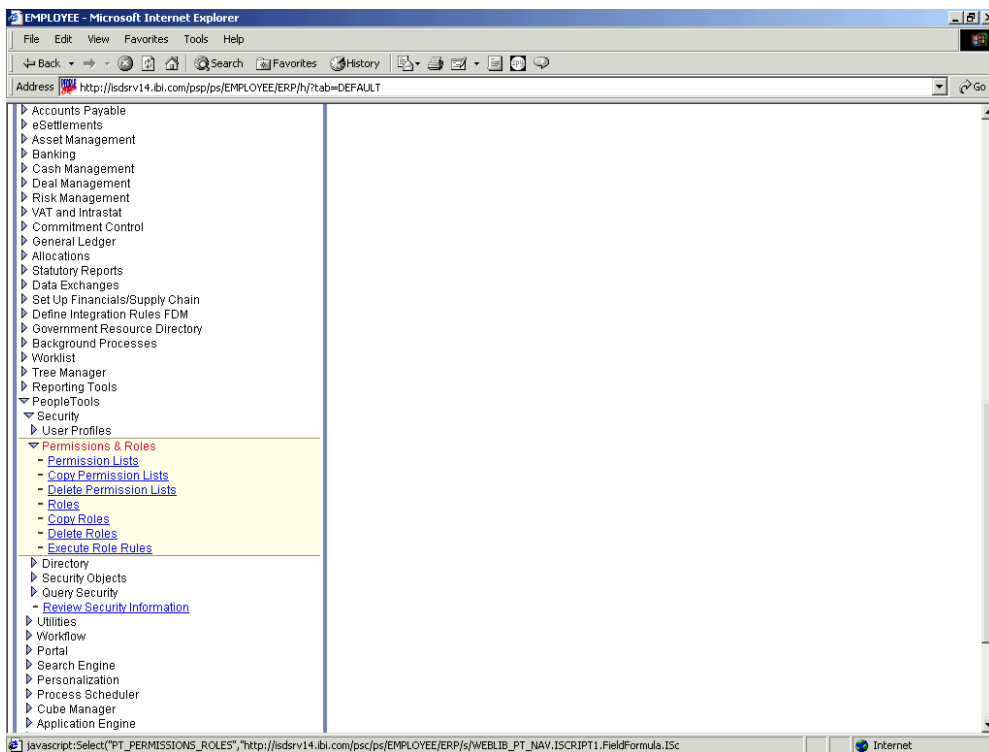 EMPLOYEE - Microsoft Internet Explorer
File Edit View Favorites Tools Help
Back Search Favorites History
Address http://isdsrv14.ibi.com/psp/ps/EMPLOYEE/ERP/h/?tab=DEFAULT Go
Accounts Payable
eSettlements
Asset Management
Banking
Cash Management
Deal Management
Risk Management
VAT and Intrastat
Commitment Control
General Ledger
Allocations
Statutory Reports
Data Exchanges
Set Up Financials/Supply Chain
Define Integration Rules FDM
Government Resource Directory
Background Processes
Worklist
Tree Manager
Reporting Tools
PeopleTools
Security
User Profiles
Permissions & Roles
- Permission Lists
- Copy Permission Lists
- Delete Permission Lists
- Roles
- Copy Roles
- Delete Roles
- Execute Role Rules
Directory
Security Objects
Query Security
- Review Security Information
Utilities
Workflow
Portal
Search Engine
Personalization
Process Scheduler
Cube Manager
Application Engine
javascript:Select("PT_PERMISSIONS_ROLES","http://isdsrv14.ibi.com/psc/ps/EMPLOYEE/ERP/s/WEBLIB_PT_NAV.ISCRIPT1.FieldFormula.ISc Internet